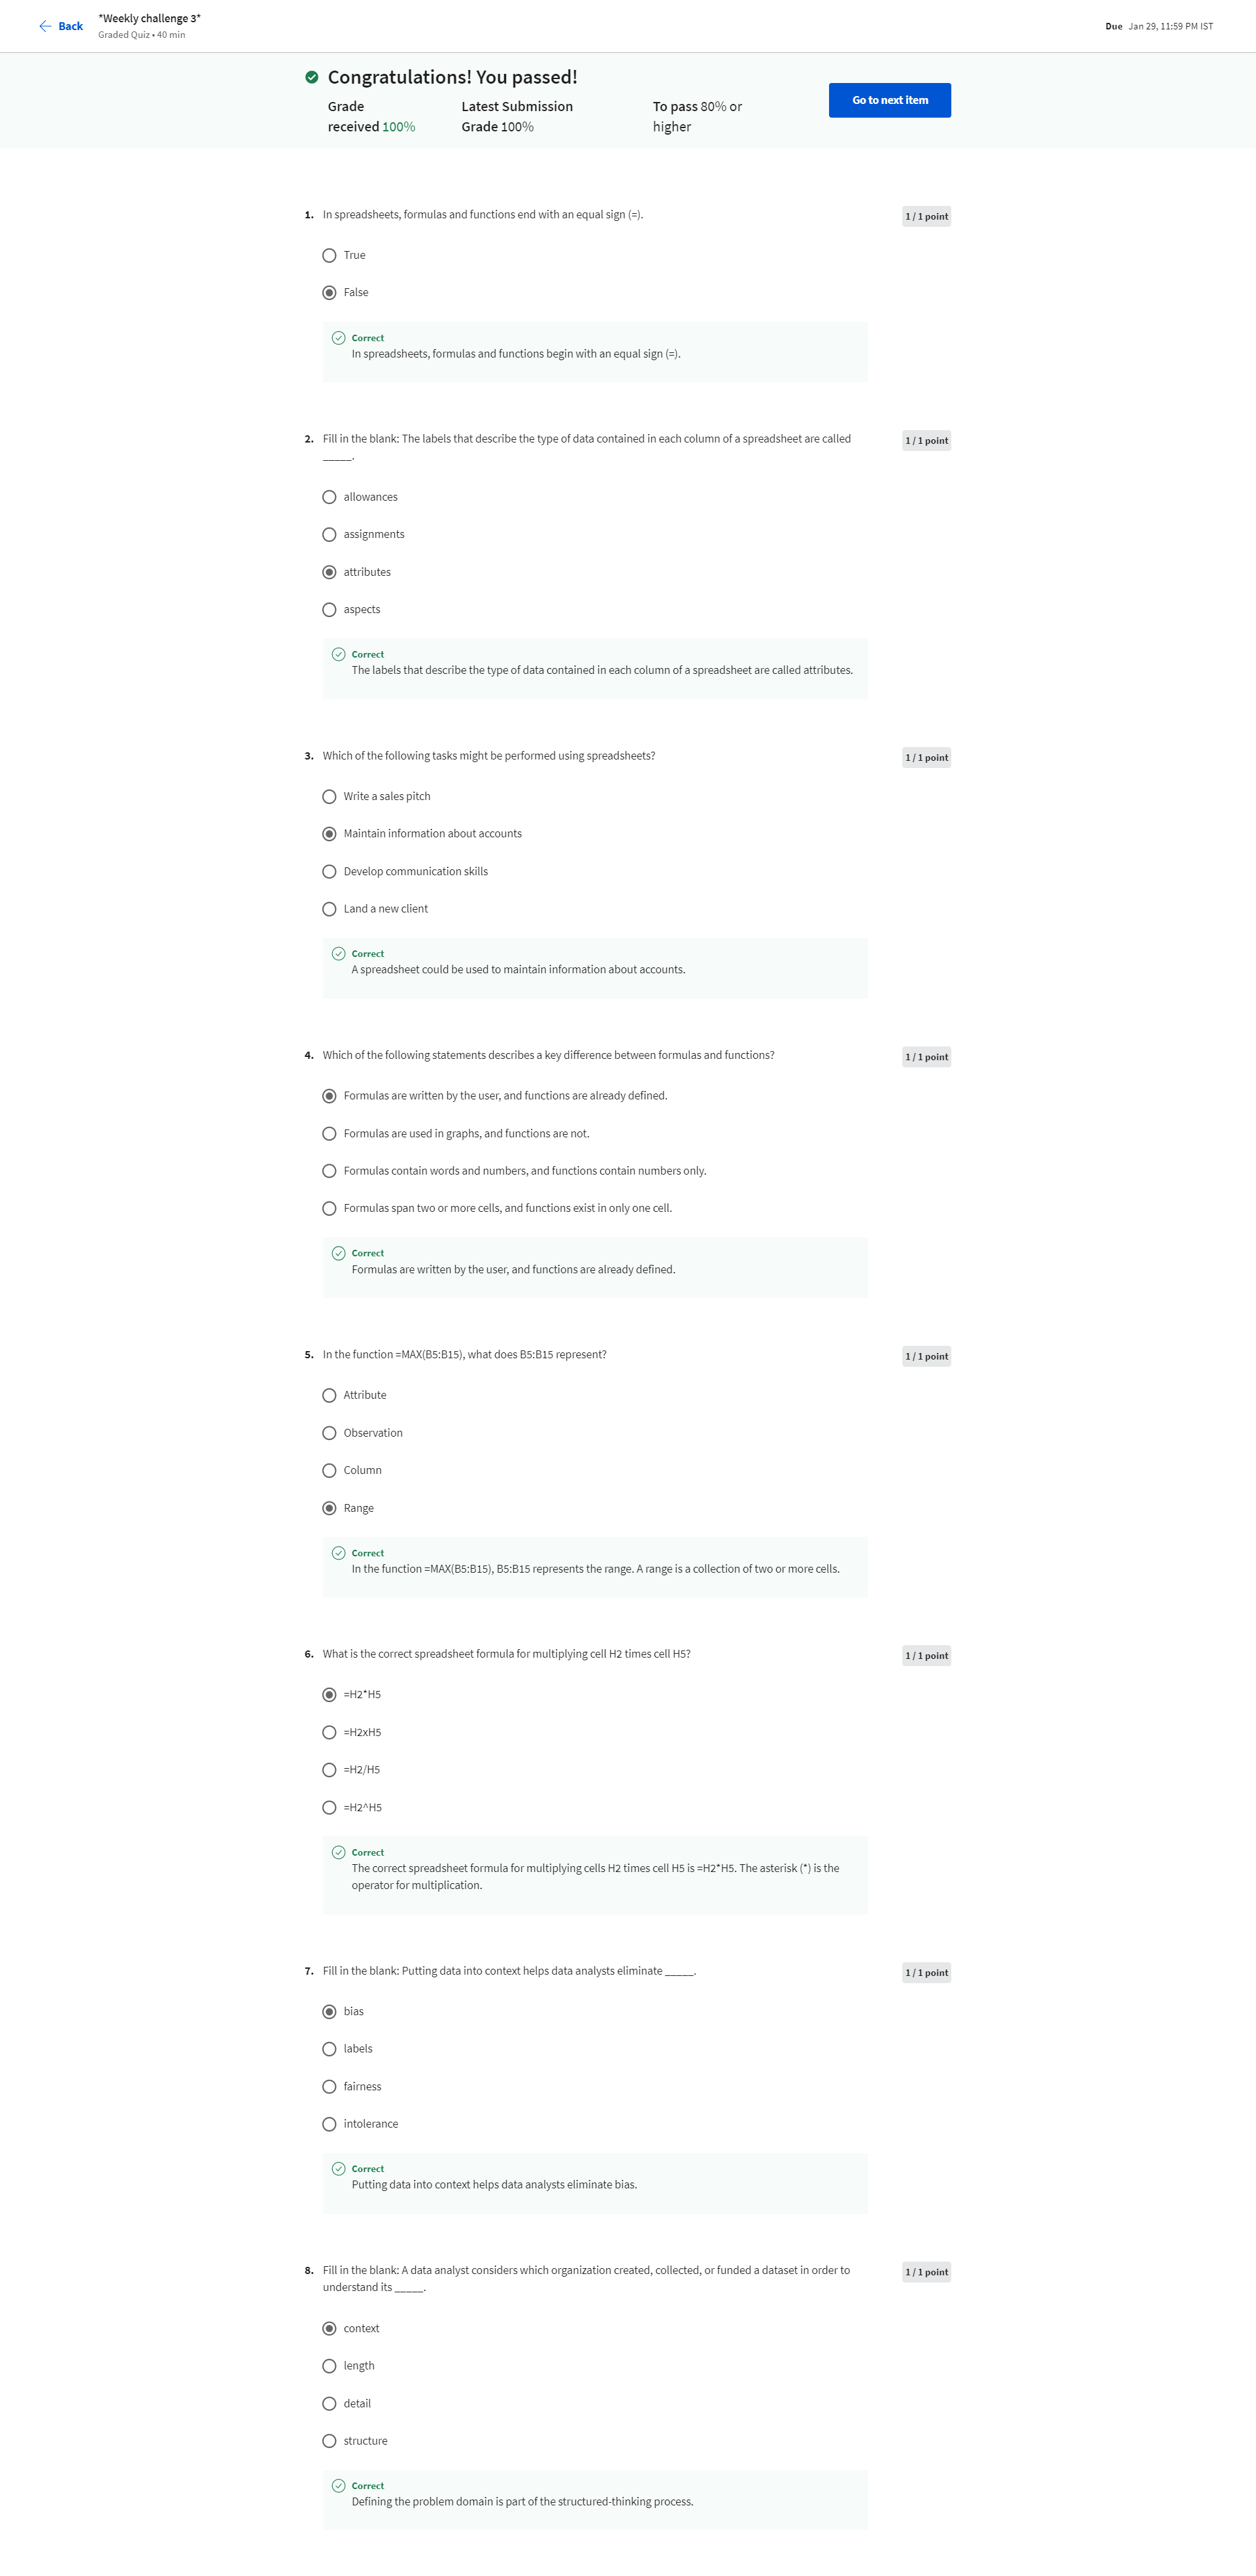 Back
*Weekly challenge 3*
Graded Quiz • 40 min
Due Jan 29, 11:59 PM IST
Congratulations! You passed!
Grade received 100%
Latest Submission Grade 100%
To pass 80% or higher
Go to next item
1. In spreadsheets, formulas and functions end with an equal sign (=).
1 / 1 point
True
False
Correct
In spreadsheets, formulas and functions begin with an equal sign (=).
2. Fill in the blank: The labels that describe the type of data contained in each column of a spreadsheet are called
_____.
1 / 1 point
allowances
assignments
attributes
aspects
Correct
The labels that describe the type of data contained in each column of a spreadsheet are called attributes.
3. Which of the following tasks might be performed using spreadsheets?
1 / 1 point
Write a sales pitch
Maintain information about accounts
Develop communication skills
Land a new client
Correct
A spreadsheet could be used to maintain information about accounts.
4. Which of the following statements describes a key difference between formulas and functions?
1 / 1 point
Formulas are written by the user, and functions are already defined.
Formulas are used in graphs, and functions are not.
Formulas contain words and numbers, and functions contain numbers only.
Formulas span two or more cells, and functions exist in only one cell.
Correct
Formulas are written by the user, and functions are already defined.
5. In the function =MAX(B5:B15), what does B5:B15 represent?
1 / 1 point
Attribute
Observation
Column
Range
Correct
In the function =MAX(B5:B15), B5:B15 represents the range. A range is a collection of two or more cells.
6. What is the correct spreadsheet formula for multiplying cell H2 times cell H5?
1 / 1 point
=H2*H5
=H2xH5
=H2/H5
=H2^H5
Correct
The correct spreadsheet formula for multiplying cells H2 times cell H5 is =H2*H5. The asterisk (*) is the
operator for multiplication.
7. Fill in the blank: Putting data into context helps data analysts eliminate _____.
1 / 1 point
bias
labels
fairness
intolerance
Correct
Putting data into context helps data analysts eliminate bias.
8. Fill in the blank: A data analyst considers which organization created, collected, or funded a dataset in order to
understand its _____.
1 / 1 point
context
length
detail
structure
Correct
Defining the problem domain is part of the structured-thinking process.